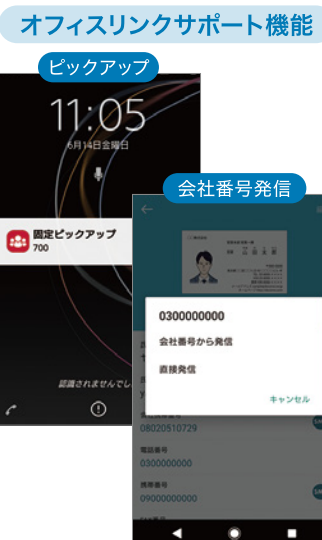 オフィスリンクサポート機能
ピックアップ
11:05
6月14日金曜日
固定ピックアップ
700
認識されませんでし
会社番号発信
0300000000
会社番号から発信
直接発信
キャンセル
08020510729
電話番号
0300000000
携帯番号
09000000000